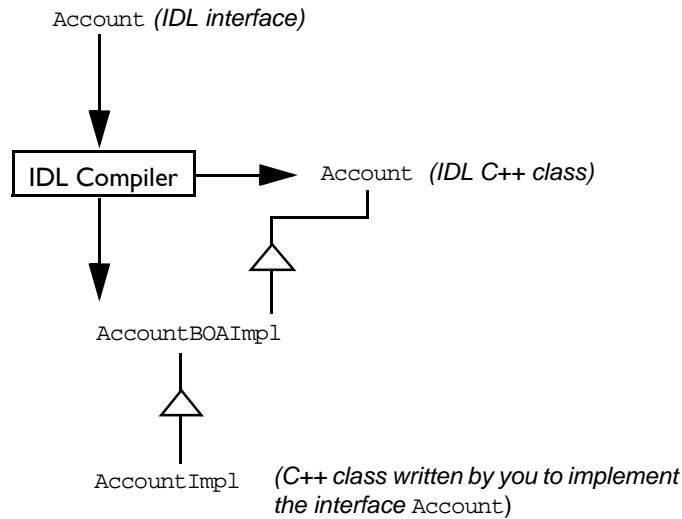 Account (IDL interface)
IDL Compiler
Account (IDL C++ class)
AccountBOAImpl
AccountImpl
(C++ class written by you to implement
the interface Account)